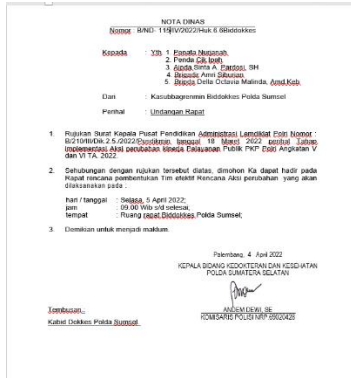 NOTA DINAS
Nomor : B/ND- 115/IV/2022/Huk.6.6Biddokkes
Kepada : Yth. 1. Panata Nurjanah
2. Penda Cik Ipeh
3. Aipda Sinta A. Pardosi, SH
4. Brigadir Amri Siburian
5. Bripda Della Octavia Malinda, Amd.Keb
Dari : Kasubbagrenmin Biddokkes Polda Sumsel
Perihal : Undangan Rapat
1. Rujukan Surat Kepala Pusat Pendidikan Administrasi Lemdiklat Polri Nomor :
B/210/III/Dik.2.5./2022/Pusdikmin tanggal 18 Maret 2022 perihal Tahap
Implementasi Aksi perubahan kinerja Pelayanan Publik PKP Polri Angkatan V
dan VI TA. 2022.
2. Sehubungan dengan rujukan tersebut diatas, dimohon Ka dapat hadir pada
Rapat rencana pembentukan Tim efektif Rencana Aksi perubahan yang akan
dilaksanakan pada :
hari / tanggal : Selasa, 5 April 2022;
jam : 09.00 Wib s/d selesai;
tempat : Ruang rapat Biddokkes Polda Sumsel;
3. Demikian untuk menjadi maklum.
Palembang, 4 April 2022
KEPALA BIDANG KEDOKTERAN DAN KESEHATAN
POLDA SUMATERA SELATAN
ANDEM DEWI, SE
KOMISARIS POLISI NRP 69020426
Tembusan :
Kabid Dokkes Polda Sumsel